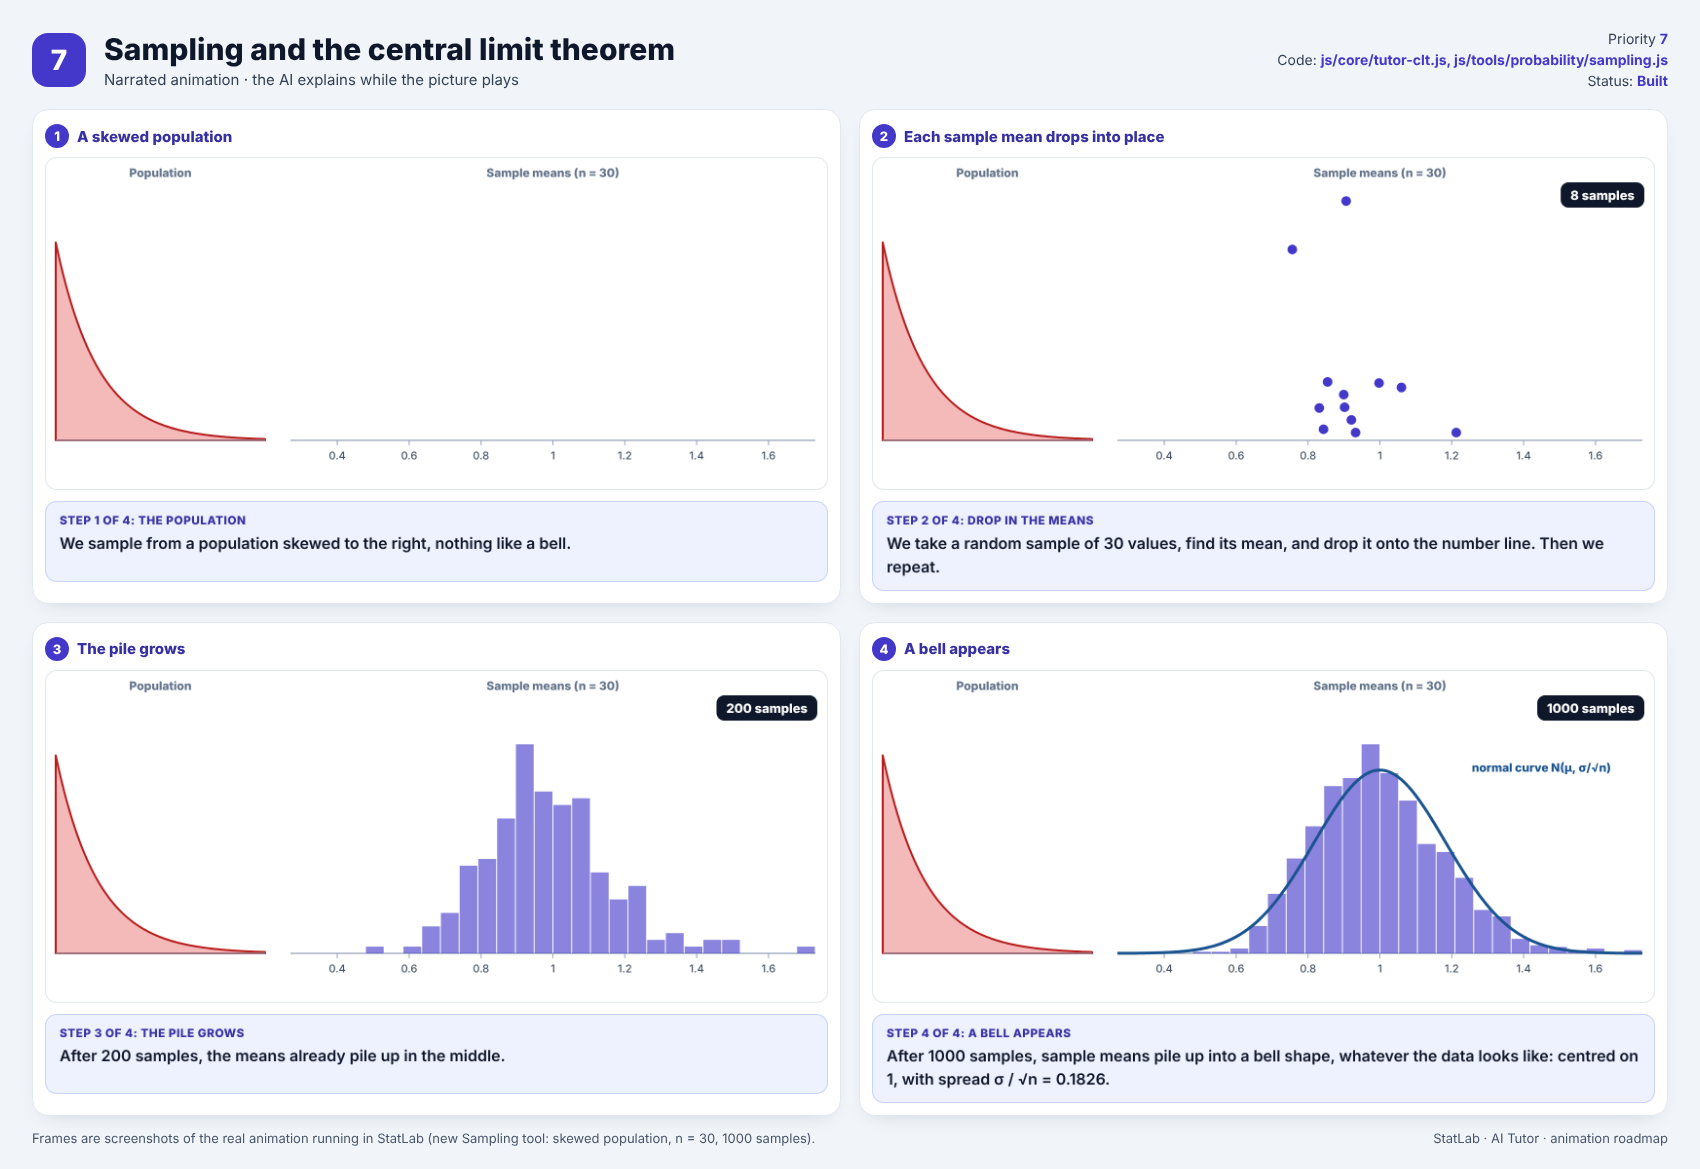 7
Sampling and the central limit theorem
Narrated animation · the AI explains while the picture plays
Priority 7
Code: js/core/tutor-clt.js, js/tools/probability/sampling.js
Status: Built
1 A skewed population
Population
Sample means (n = 30)
0.4 0.6 0.8 1 1.2 1.4 1.6
STEP 1 OF 4: THE POPULATION
We sample from a population skewed to the right, nothing like a bell.
2 Each sample mean drops into place
Population
Sample means (n = 30)
8 samples
0.4 0.6 0.8 1 1.2 1.4 1.6
STEP 2 OF 4: DROP IN THE MEANS
We take a random sample of 30 values, find its mean, and drop it onto the number line. Then we
repeat.
3 The pile grows
Population
Sample means (n = 30)
200 samples
0.4 0.6 0.8 1 1.2 1.4 1.6
STEP 3 OF 4: THE PILE GROWS
After 200 samples, the means already pile up in the middle.
4 A bell appears
Population
Sample means (n = 30)
1000 samples
normal curve N(μ, σ/√n)
0.4 0.6 0.8 1 1.2 1.4 1.6
STEP 4 OF 4: A BELL APPEARS
After 1000 samples, sample means pile up into a bell shape, whatever the data looks like: centred on
1, with spread σ / √n = 0.1826.
Frames are screenshots of the real animation running in StatLab (new Sampling tool: skewed population, n = 30, 1000 samples).
StatLab · AI Tutor · animation roadmap